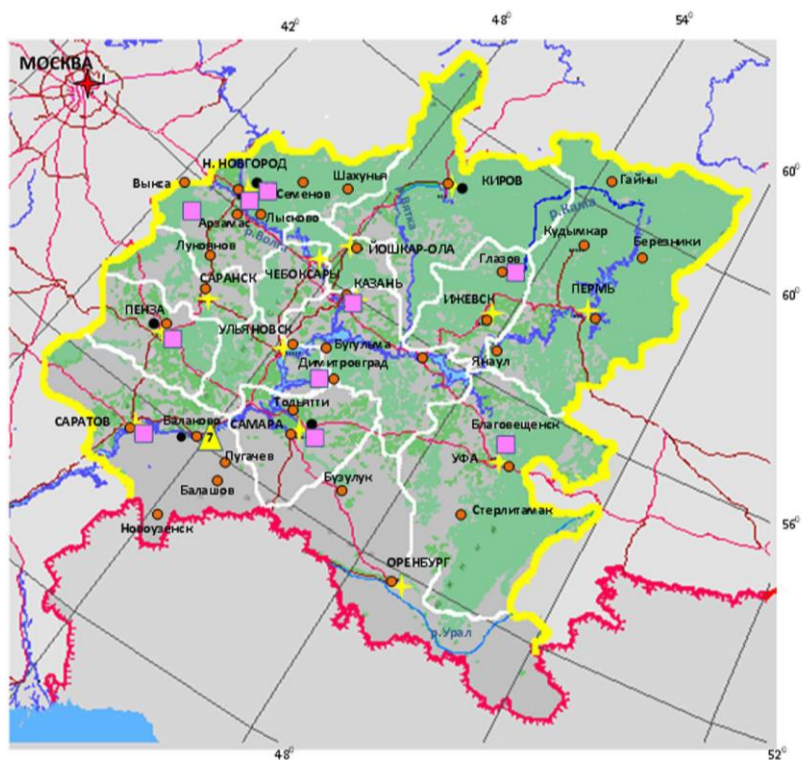 42⁰
48⁰
54⁰
МОСКВА
Н. НОВГОРОД
Шахунья
60⁰
Выкса
Семенов
КИРОВ
Гайны
р.Вятка
р.Кама
Арзамас
Лысково
Кудымкар
р.Волга
Березники
Лукоянов
ЙОШКАР-ОЛА
Глазов
ЧЕБОКСАРЫ
САРАНСК
КАЗАНЬ
ПЕРМЬ
60⁰
ИЖЕВСК
ПЕНЗА
УЛЬЯНОВСК
Бугульма
Янаул
Димитровград
Тольятти
САРАТОВ
Балаково
САМАРА
Благовещенск
7
УФА
Пугачев
Балашов
Бузулук
Новоузенск
Стерлитамак
56⁰
ОРЕНБУРГ
р.Урал
48⁰
52⁰